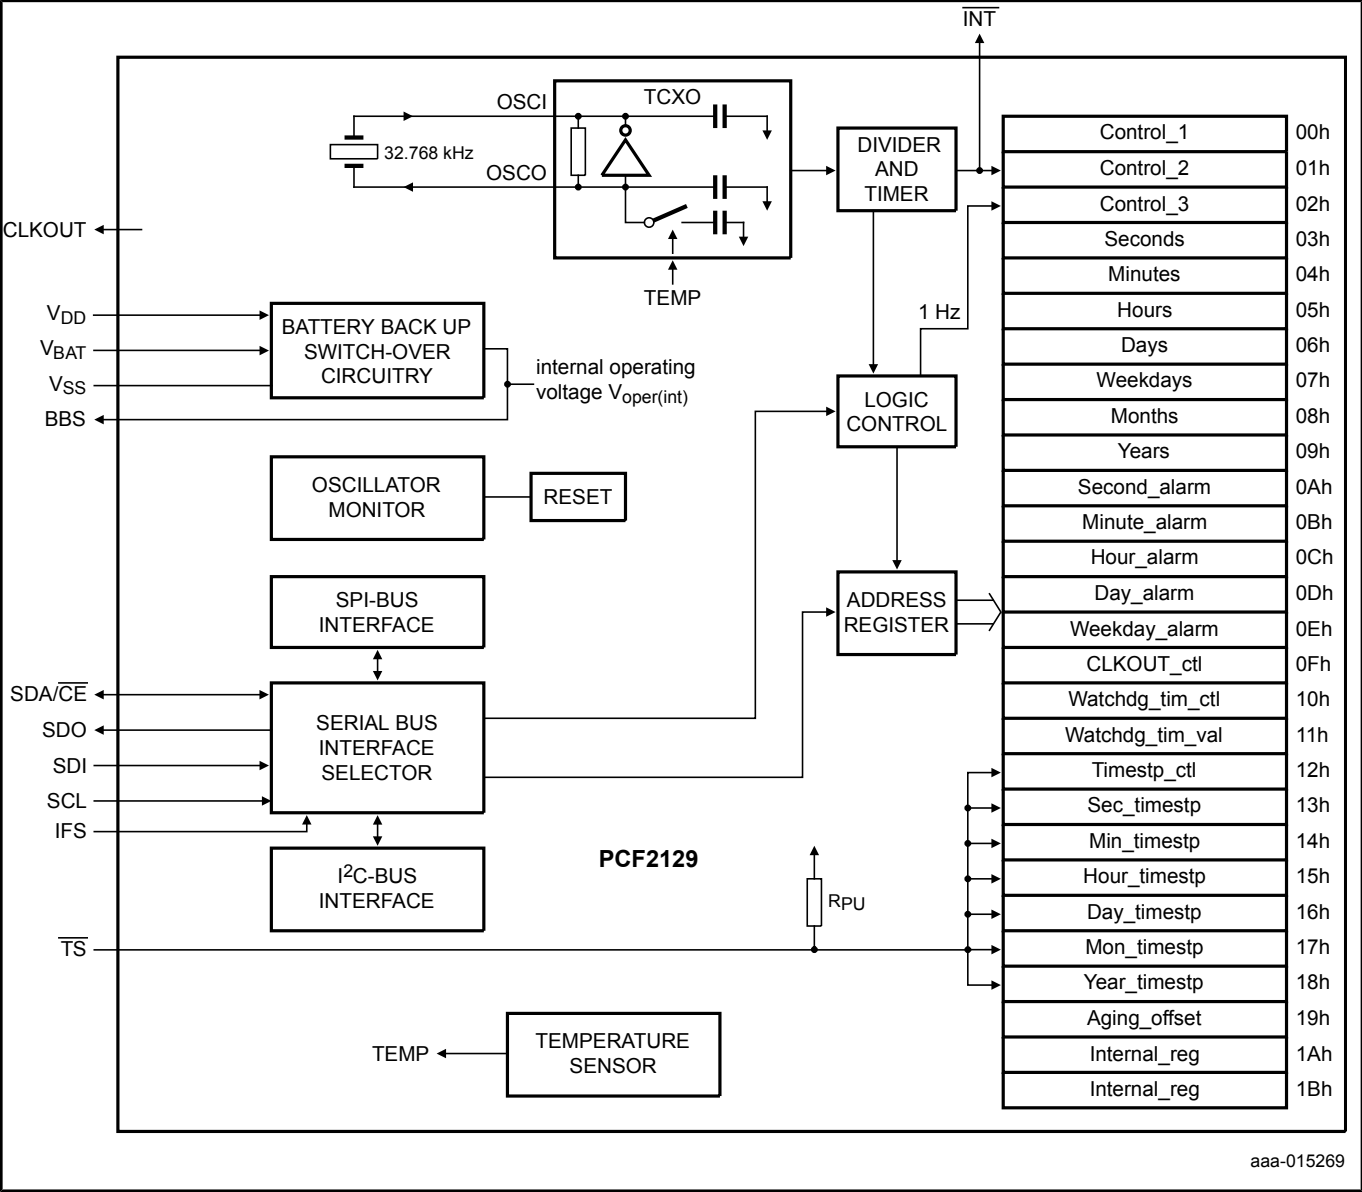 INT
TCXO
OSCI
32.768 kHz
OSCO
TEMP
DIVIDER
AND
TIMER
CLKOUT
VDD
VBAT
VSS
BBS
BATTERY BACK UP
SWITCH-OVER
CIRCUITRY
internal operating
voltage Voper(int)
1 Hz
LOGIC
CONTROL
OSCILLATOR
MONITOR
RESET
SPI-BUS
INTERFACE
ADDRESS
REGISTER
SDA/CE
SDO
SDI
SCL
IFS
SERIAL BUS
INTERFACE
SELECTOR
I2C-BUS
INTERFACE
PCF2129
RPU
TS
TEMP
TEMPERATURE
SENSOR
Control_1 00h
Control_2 01h
Control_3 02h
Seconds 03h
Minutes 04h
Hours 05h
Days 06h
Weekdays 07h
Months 08h
Years 09h
Second_alarm 0Ah
Minute_alarm 0Bh
Hour_alarm 0Ch
Day_alarm 0Dh
Weekday_alarm 0Eh
CLKOUT_ctl 0Fh
Watchdg_tim_ctl 10h
Watchdg_tim_val 11h
Timestp_ctl 12h
Sec_timestp 13h
Min_timestp 14h
Hour_timestp 15h
Day_timestp 16h
Mon_timestp 17h
Year_timestp 18h
Aging_offset 19h
Internal_reg 1Ah
Internal_reg 1Bh
aaa-015269